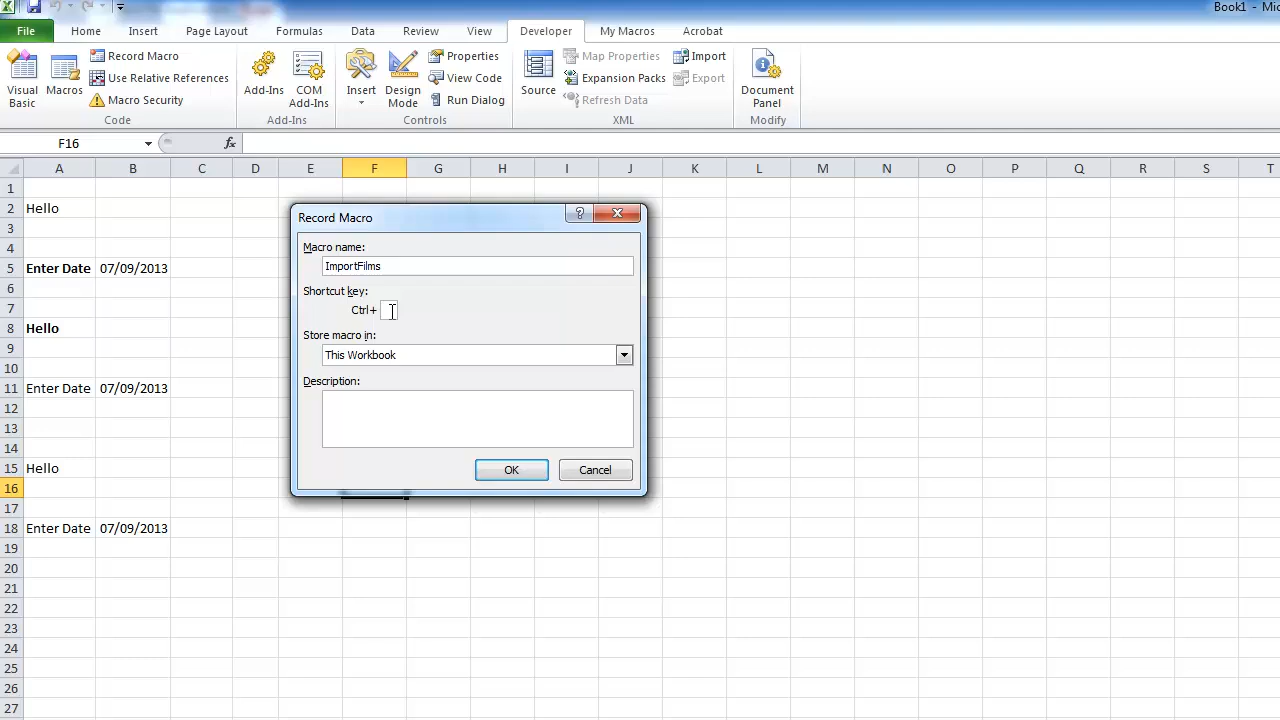 Book1 - Mic
File Home Insert Page Layout Formulas Data Review View Developer My Macros Acrobat
Visual Basic
Macros
Record Macro
Use Relative References
Macro Security
Code
Add-Ins
COM Add-Ins
Add-Ins
Insert
Design Mode
Properties
View Code
Run Dialog
Controls
Source
Map Properties
Expansion Packs
Refresh Data
Import
Export
XML
Document Panel
Modify
F16 fx
A B C D E F G H I J K L M N O P Q R S T
1
2 Hello
3
4
5 Enter Date 07/09/2013
6
7
8 Hello
9
10
11 Enter Date 07/09/2013
12
13
14
15 Hello
16
17
18 Enter Date 07/09/2013
19
20
21
22
23
24
25
26
27
Record Macro
?
Macro name:
ImportFilms
Shortcut key:
Ctrl+
Store macro in:
This Workbook
Description:
OK Cancel